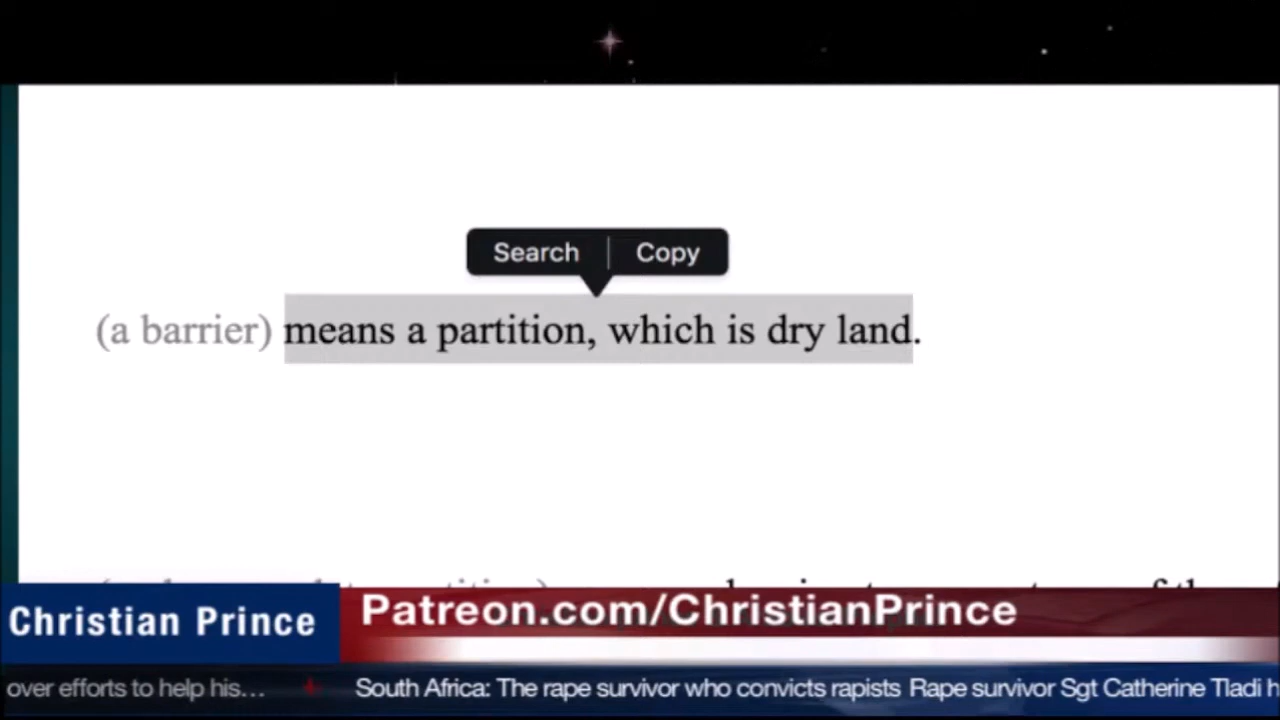 Search | Copy
(a barrier) means a partition, which is dry land.
Christian Prince
Patreon.com/ChristianPrince
over efforts to help his... South Africa: The rape survivor who convicts rapists Rape survivor Sgt Catherine Tladi h